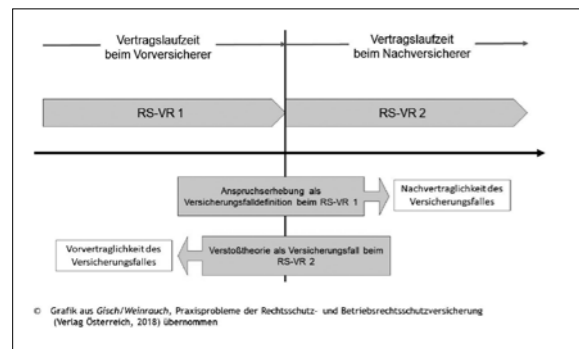 Vertragslaufzeit
beim Vorversicherer
Vertragslaufzeit
beim Nachversicherer
RS-VR 1
RS-VR 2
Anspruchserhebung als
Versicherungsfalldefinition beim RS-VR 1
Nachvertraglichkeit des
Versicherungsfalles
Vorvertraglichkeit des
Versicherungsfalles
Verstoßtheorie als Versicherungsfall beim
RS-VR 2
© Grafik aus Gisch/Weinrauch, Praxisprobleme der Rechtsschutz- und Betriebsrechtsschutzversicherung
(Verlag Österreich, 2018) übernommen